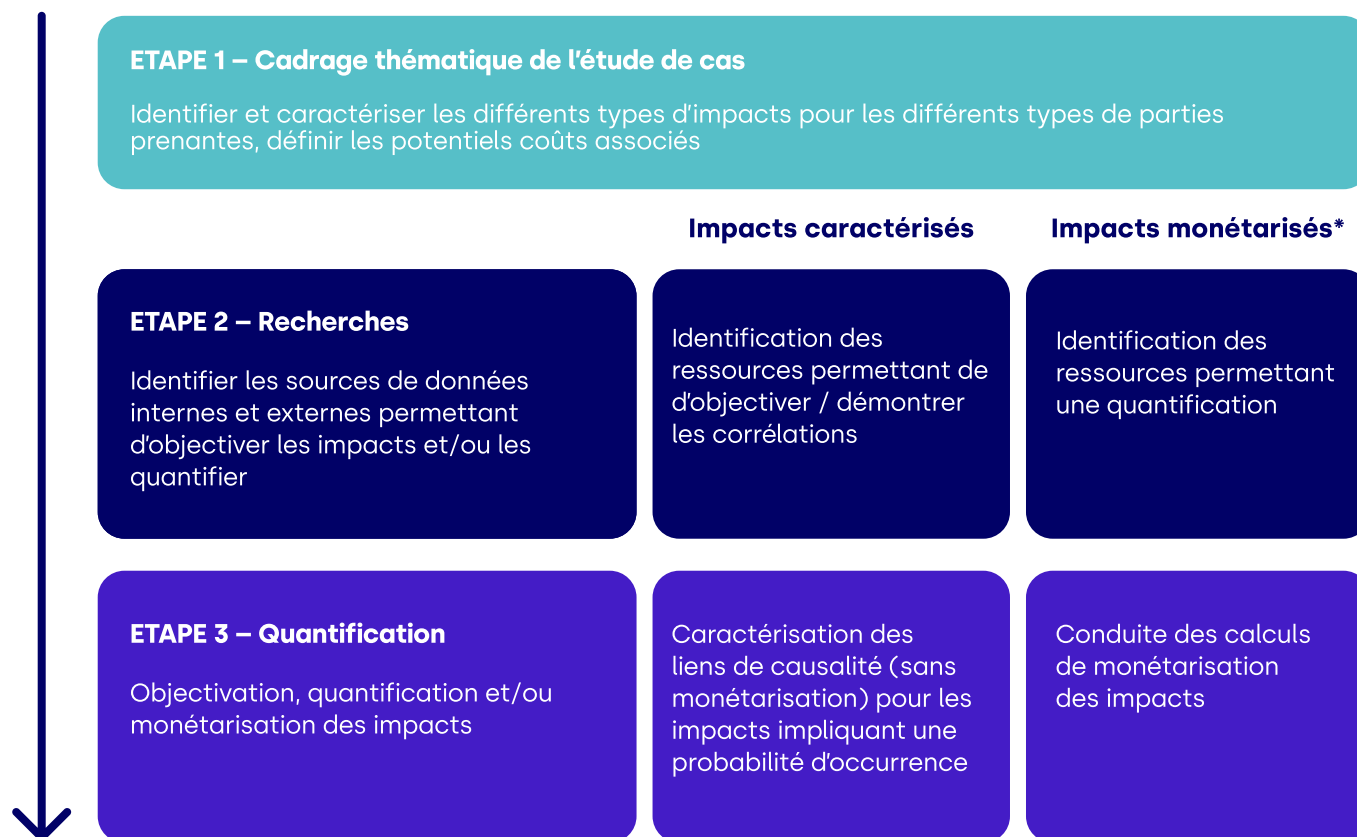 ETAPE 1 – Cadrage thématique de l'étude de cas
Identifier et caractériser les différents types d'impacts pour les différents types de parties
prenantes, définir les potentiels coûts associés
Impacts caractérisés
Impacts monétarisés*
ETAPE 2 – Recherches
Identifier les sources de données
internes et externes permettant
d'objectiver les impacts et/ou les
quantifier
Identification des
ressources permettant de
d'objectiver / démontrer
les corrélations
Identification des
ressources permettant
une quantification
ETAPE 3 – Quantification
Objectivation, quantification et/ou
monétarisation des impacts
Caractérisation des
liens de causalité (sans
monétarisation) pour les
impacts impliquant une
probabilité d'occurrence
Conduite des calculs
de monétarisation
des impacts